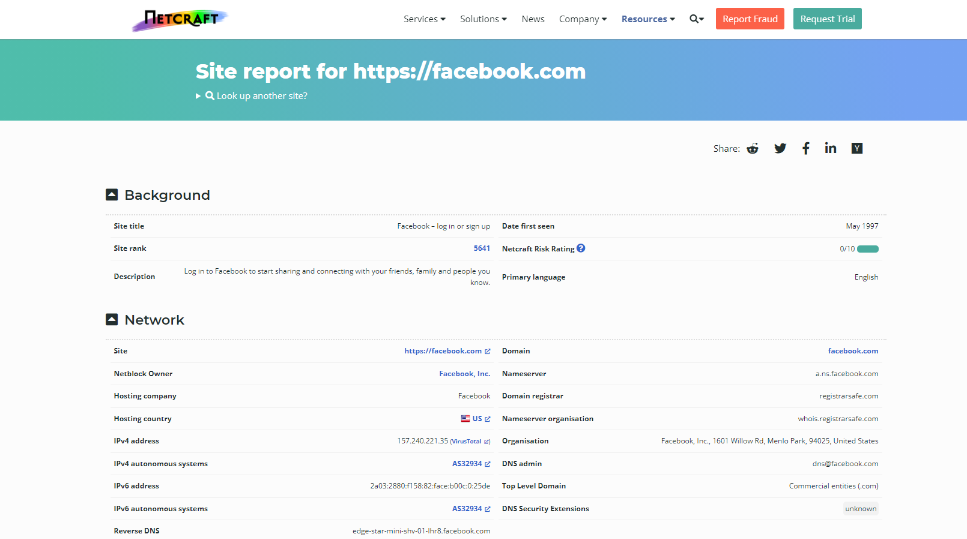 NETCRAFT
Services Solutions News Company Resources Report Fraud Request Trial
Site report for https://facebook.com
Look up another site?
Share:
Background
Site title Facebook – log in or sign up Date first seen May 1997
Site rank 5641 Netcraft Risk Rating ? 0/10
Description Log in to Facebook to start sharing and connecting with your friends, family and people you
know.
Primary language English
Network
Site https://facebook.com Domain facebook.com
Netblock Owner Facebook, Inc. Nameserver a.ns.facebook.com
Hosting company Facebook Domain registrar registrarsafe.com
Hosting country US Nameserver organisation whois.registrarsafe.com
IPv4 address 157.240.221.35 (VirusTotal) Organisation Facebook, Inc., 1601 Willow Rd, Menlo Park, 94025, United States
IPv4 autonomous systems AS32934 DNS admin dns@facebook.com
IPv6 address 2a03:2880:f158:82:face:b00c:0:25de Top Level Domain Commercial entities (.com)
IPv6 autonomous systems AS32934 DNS Security Extensions unknown
Reverse DNS edge-star-mini-shv-01-lhr8.facebook.com